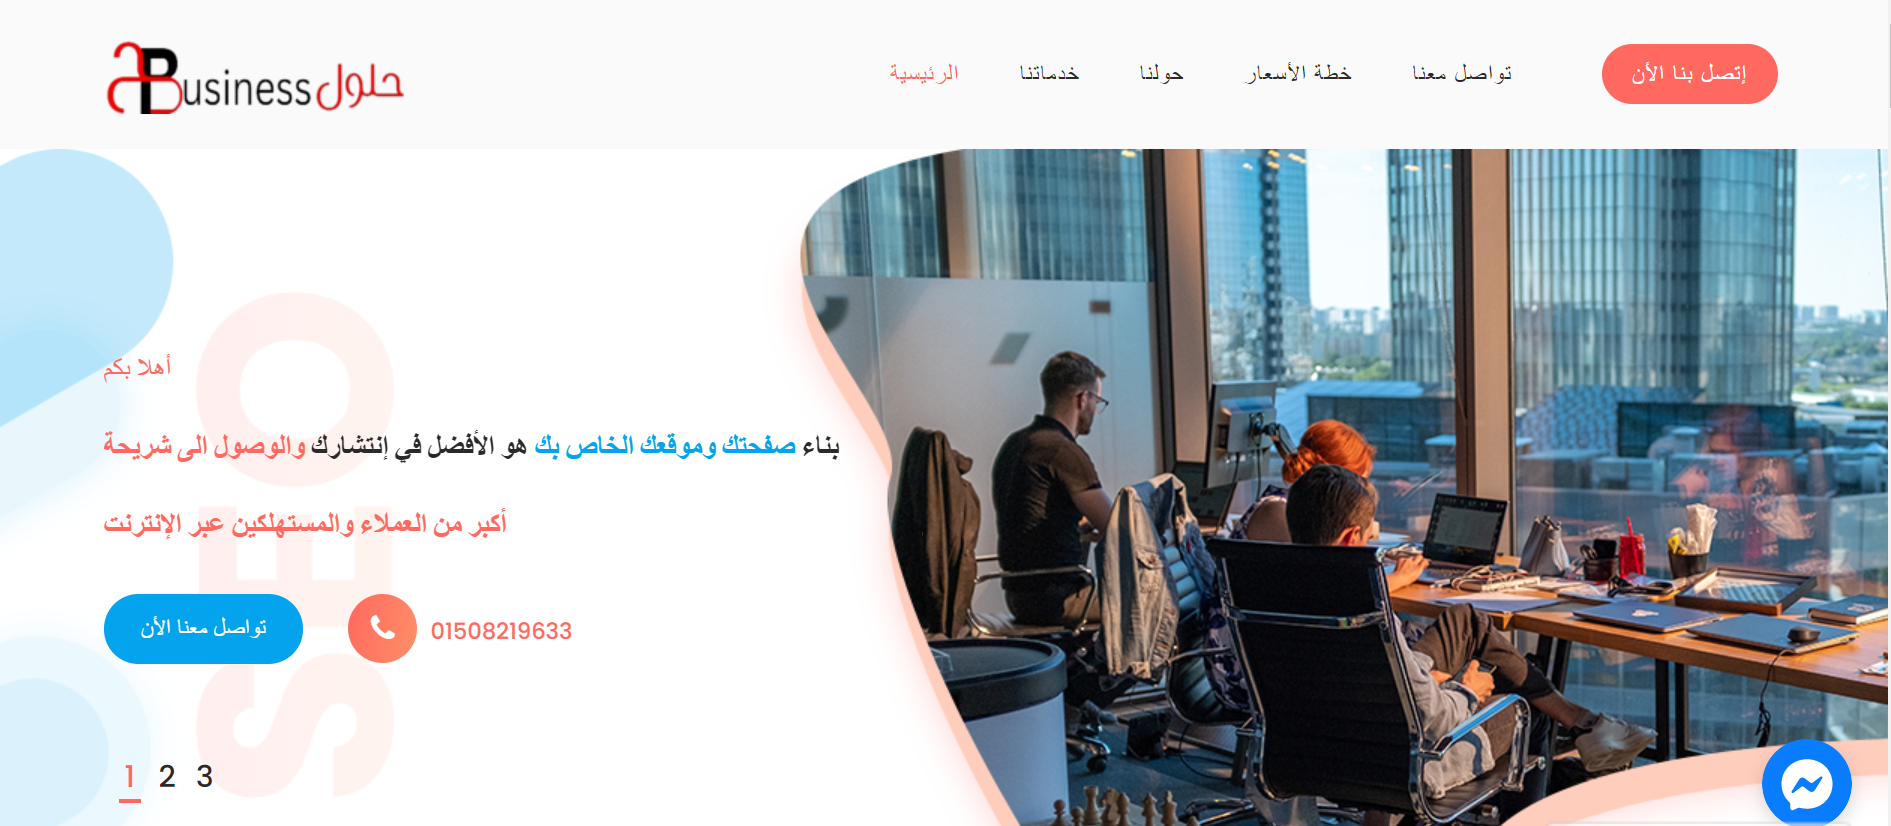 Business حلول
الرئيسية
خدماتنا
حولنا
خطة الأسعار
تواصل معنا
إتصل بنا الأن
SEO
أهلا بكم
بناء صفحتك وموقعك الخاص بك هو الأفضل في إنتشارك والوصول الى شريحة
أكبر من العملاء والمستهلكين عبر الإنترنت
تواصل معنا الأن
01508219633
1 2 3